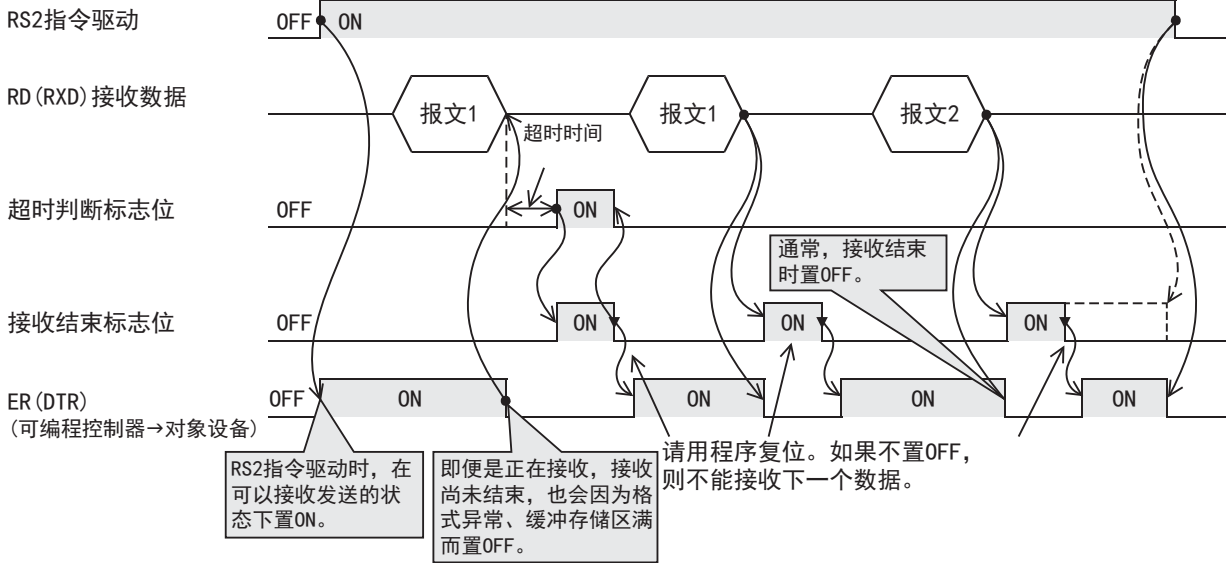 RS2指令驱动
OFF
ON
RD(RXD)接收数据
报文1
报文1
报文2
超时时间
超时判断标志位
OFF
ON
通常，接收结束
时置OFF。
接收结束标志位
OFF
ON
ON
ON
ER(DTR)
(可编程控制器→对象设备)
OFF
ON
ON
ON
ON
RS2指令驱动时，在
可以接收发送的状
态下置ON。
即便是正在接收，接收
尚未结束，也会因为格
式异常、缓冲存储区满
而置OFF。
请用程序复位。如果不置OFF，
则不能接收下一个数据。